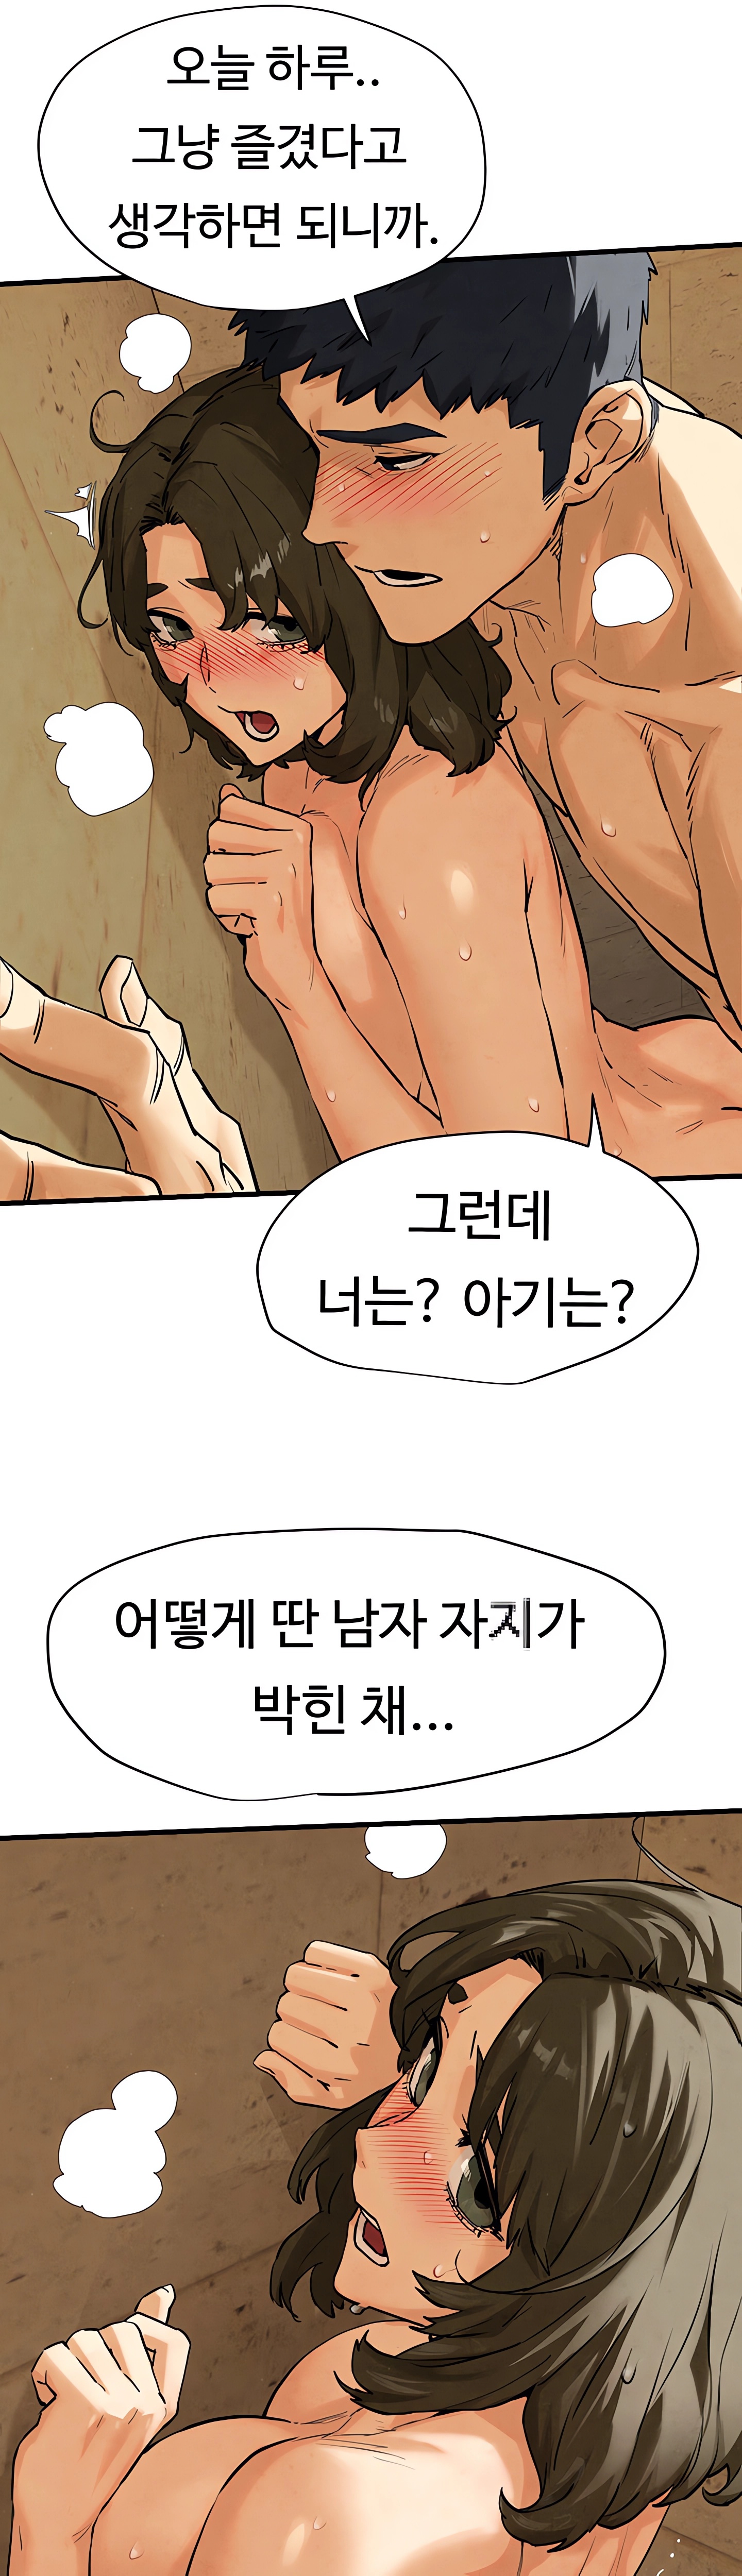 오늘 하루..
그냥 즐겼다고
생각하면 되니까.
그런데
너는? 아기는?
어떻게 딴 남자 자지가
박힌 채...